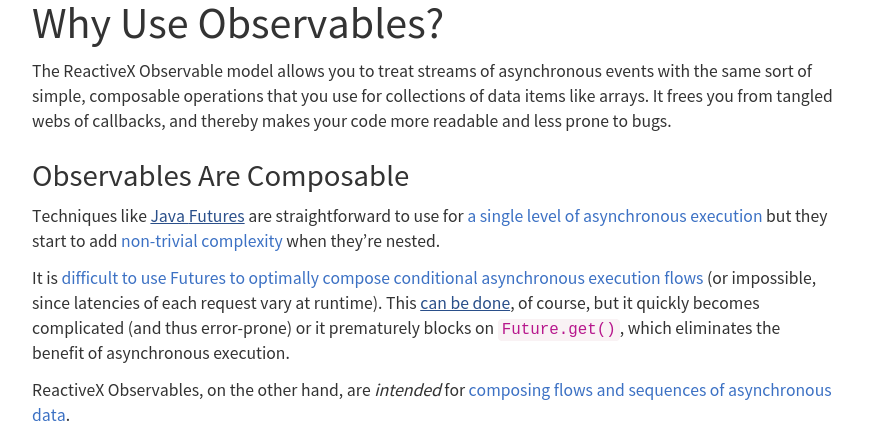 Why Use Observables?
The ReactiveX Observable model allows you to treat streams of asynchronous events with the same sort of
simple, composable operations that you use for collections of data items like arrays. It frees you from tangled
webs of callbacks, and thereby makes your code more readable and less prone to bugs.
Observables Are Composable
Techniques like Java Futures are straightforward to use for a single level of asynchronous execution but they
start to add non-trivial complexity when they’re nested.
It is difficult to use Futures to optimally compose conditional asynchronous execution flows (or impossible,
since latencies of each request vary at runtime). This can be done, of course, but it quickly becomes
complicated (and thus error-prone) or it prematurely blocks on Future.get(), which eliminates the
benefit of asynchronous execution.
ReactiveX Observables, on the other hand, are intended for composing flows and sequences of asynchronous
data.